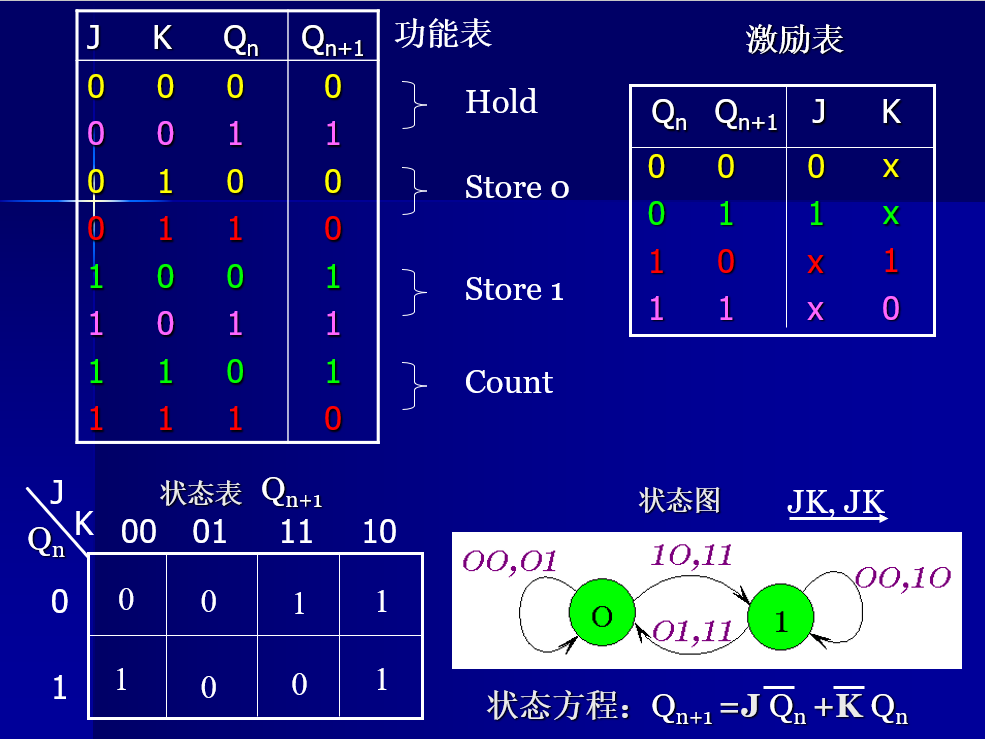 功能表
J K Qn Qn+1
0 0 0 0
0 0 1 1
Hold
0 1 0 0
0 1 1 0
Store 0
1 0 0 1
1 0 1 1
Store 1
1 1 0 1
1 1 1 0
Count
激励表
Qn Qn+1 J K
0 0 0 x
0 1 1 x
1 0 x 1
1 1 x 0
状态表 Qn+1
J K 00 01 11 10
Qn
0 0 0 1 1
1 1 0 0 1
状态图 JK, JK
00,01 10,11 00,10
0 1
01,11
状态方程：Qn+1 =J Q̅n +K̅ Qn